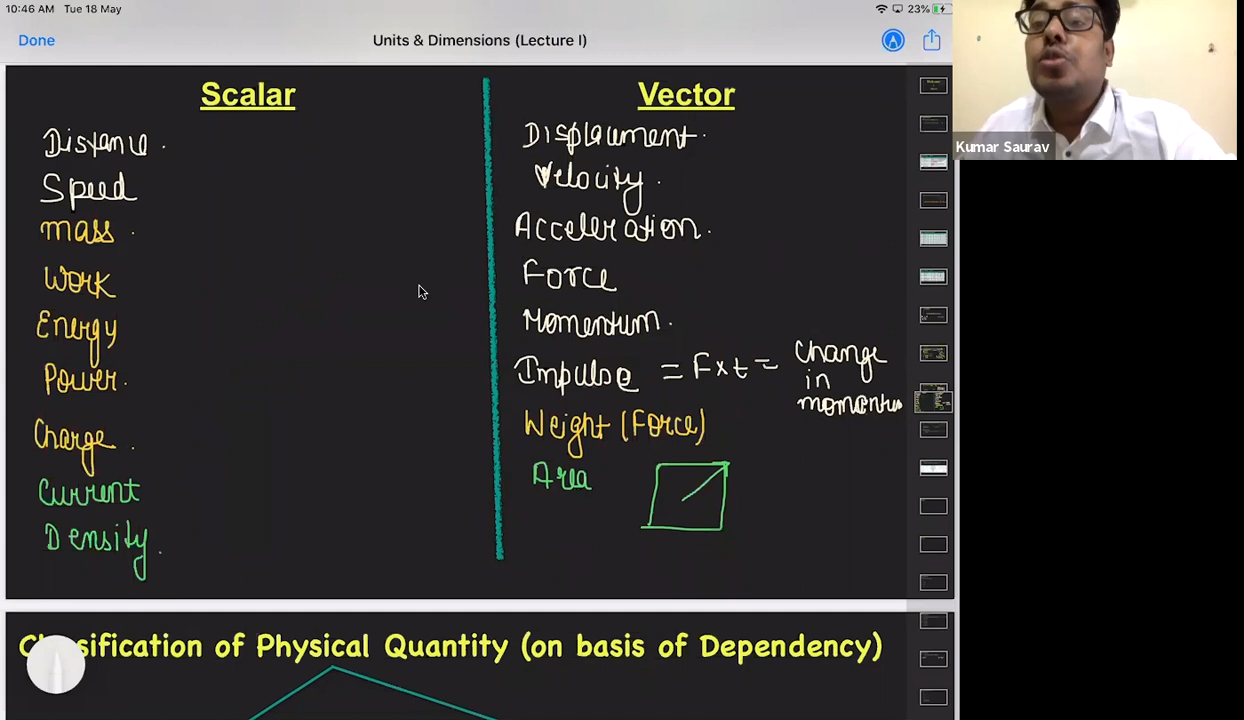 10:46 AM Tue 18 May
23%
Done
Units & Dimensions (Lecture I)
Kumar Saurav
Scalar
Distance.
Speed
mass.
Work
Energy
Power.
Charge.
Current
Density.
Vector
Displacment.
Velocity.
Acceleration.
Force
Momentum.
Impulse = F×t = Change in momentum
Weight (Force)
Area
Classification of Physical Quantity (on basis of Dependency)